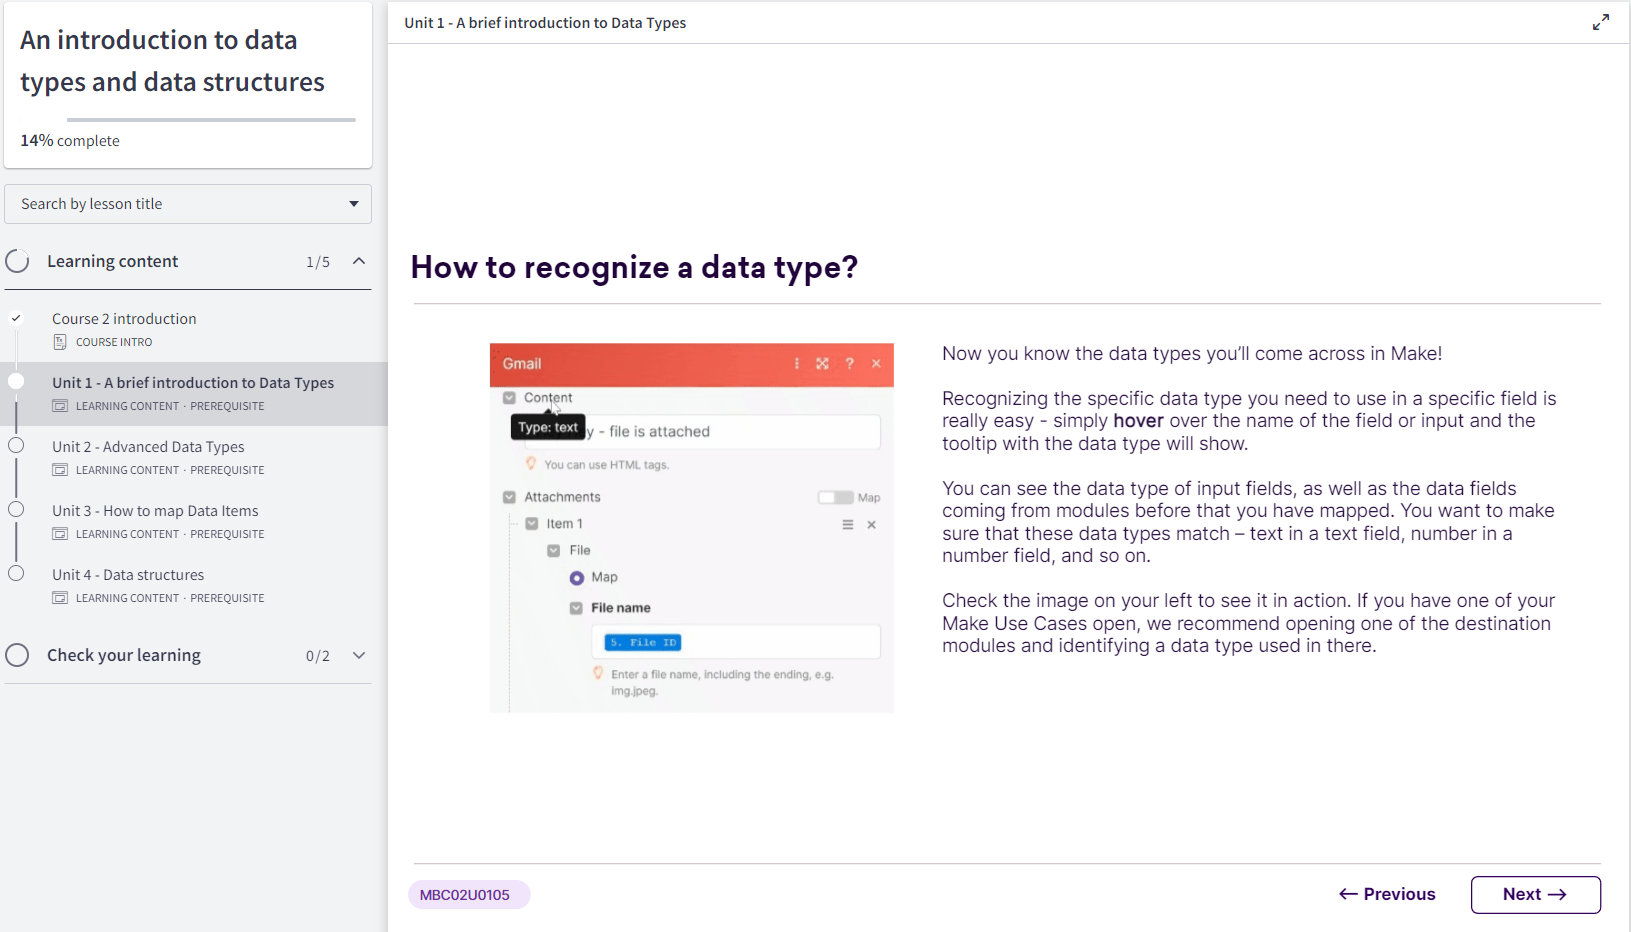 An introduction to data
types and data structures
14% complete
Search by lesson title
Learning content
1/5
Course 2 introduction
COURSE INTRO
Unit 1 - A brief introduction to Data Types
LEARNING CONTENT · PREREQUISITE
Unit 2 - Advanced Data Types
LEARNING CONTENT · PREREQUISITE
Unit 3 - How to map Data Items
LEARNING CONTENT · PREREQUISITE
Unit 4 - Data structures
LEARNING CONTENT · PREREQUISITE
Check your learning
0/2
Unit 1 - A brief introduction to Data Types
How to recognize a data type?
Gmail
Content
Type: text
y - file is attached
You can use HTML tags.
Attachments
Map
Item 1
File
Map
File name
5. File ID
Enter a file name, including the ending, e.g.
img.jpeg.
Now you know the data types you’ll come across in Make!
Recognizing the specific data type you need to use in a specific field is
really easy - simply hover over the name of the field or input and the
tooltip with the data type will show.
You can see the data type of input fields, as well as the data fields
coming from modules before that you have mapped. You want to make
sure that these data types match – text in a text field, number in a
number field, and so on.
Check the image on your left to see it in action. If you have one of your
Make Use Cases open, we recommend opening one of the destination
modules and identifying a data type used in there.
MBC02U0105
← Previous
Next →